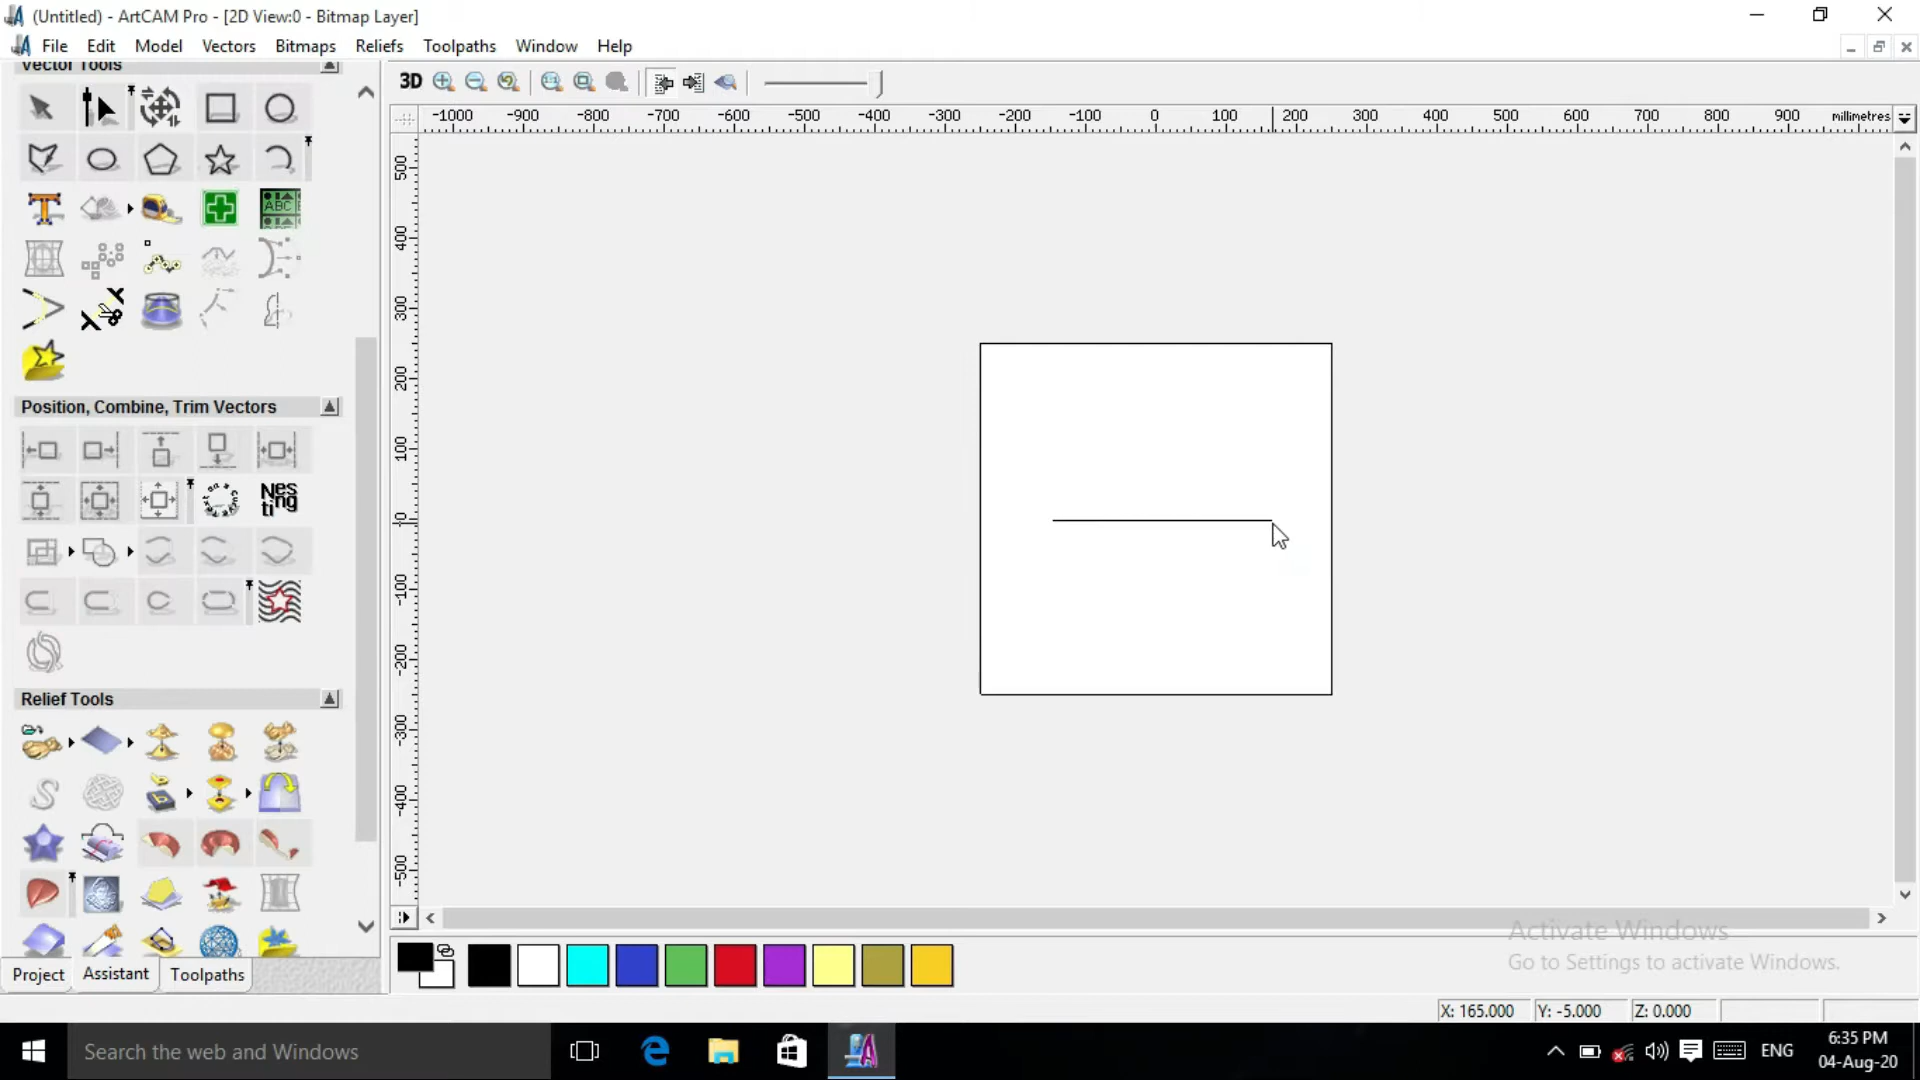 (Untitled) - ArtCAM Pro - [2D View:0 - Bitmap Layer]
File Edit Model Vectors Bitmaps Reliefs Toolpaths Window Help
Vector Tools
3D
-1000 -900 -800 -700 -600 -500 -400 -300 -200 -100 0 100 200 300 400 500 600 700 800 900 millimetres
500
400
300
200
100
0
-100
-200
-300
-400
-500
T
ABC
Position, Combine, Trim Vectors
Nes
ting
Relief Tools
S
Project Assistant Toolpaths
Activate Windows
Go to Settings to activate Windows.
X: 165.000 Y: -5.000 Z: 0.000
Search the web and Windows
ENG
6:35 PM
04-Aug-20